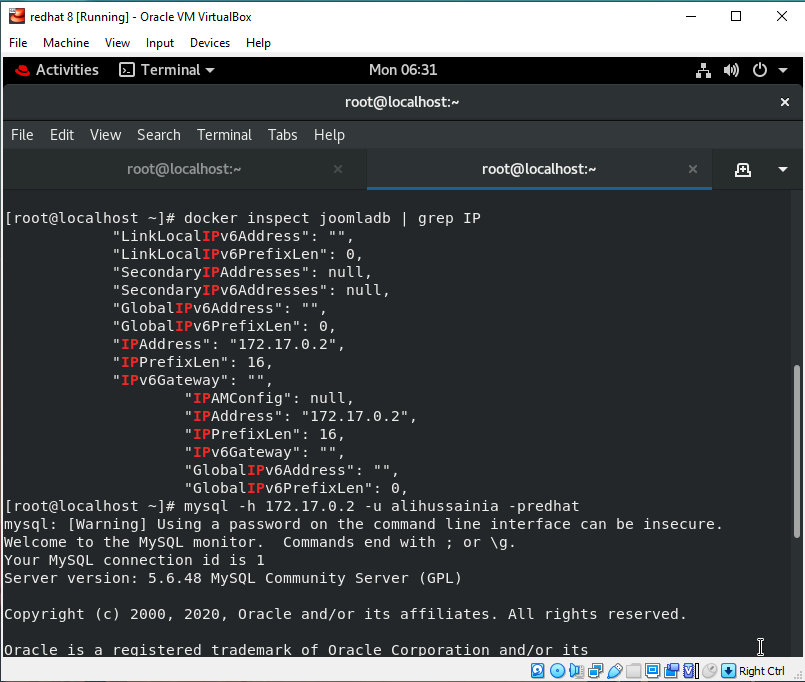 redhat 8 [Running] - Oracle VM VirtualBox
File Machine View Input Devices Help
Activities Terminal Mon 06:31
root@localhost:~
File Edit View Search Terminal Tabs Help
root@localhost:~ root@localhost:~
[root@localhost ~]# docker inspect joomladb | grep IP
"LinkLocalIPv6Address": "",
"LinkLocalIPv6PrefixLen": 0,
"SecondaryIPAddresses": null,
"SecondaryIPv6Addresses": null,
"GlobalIPv6Address": "",
"GlobalIPv6PrefixLen": 0,
"IPAddress": "172.17.0.2",
"IPPrefixLen": 16,
"IPv6Gateway": "",
"IPAMConfig": null,
"IPAddress": "172.17.0.2",
"IPPrefixLen": 16,
"IPv6Gateway": "",
"GlobalIPv6Address": "",
"GlobalIPv6PrefixLen": 0,
[root@localhost ~]# mysql -h 172.17.0.2 -u alihussainia -predhat
mysql: [Warning] Using a password on the command line interface can be insecure.
Welcome to the MySQL monitor.  Commands end with ; or \g.
Your MySQL connection id is 1
Server version: 5.6.48 MySQL Community Server (GPL)
Copyright (c) 2000, 2020, Oracle and/or its affiliates. All rights reserved.
Oracle is a registered trademark of Oracle Corporation and/or its
Right Ctrl